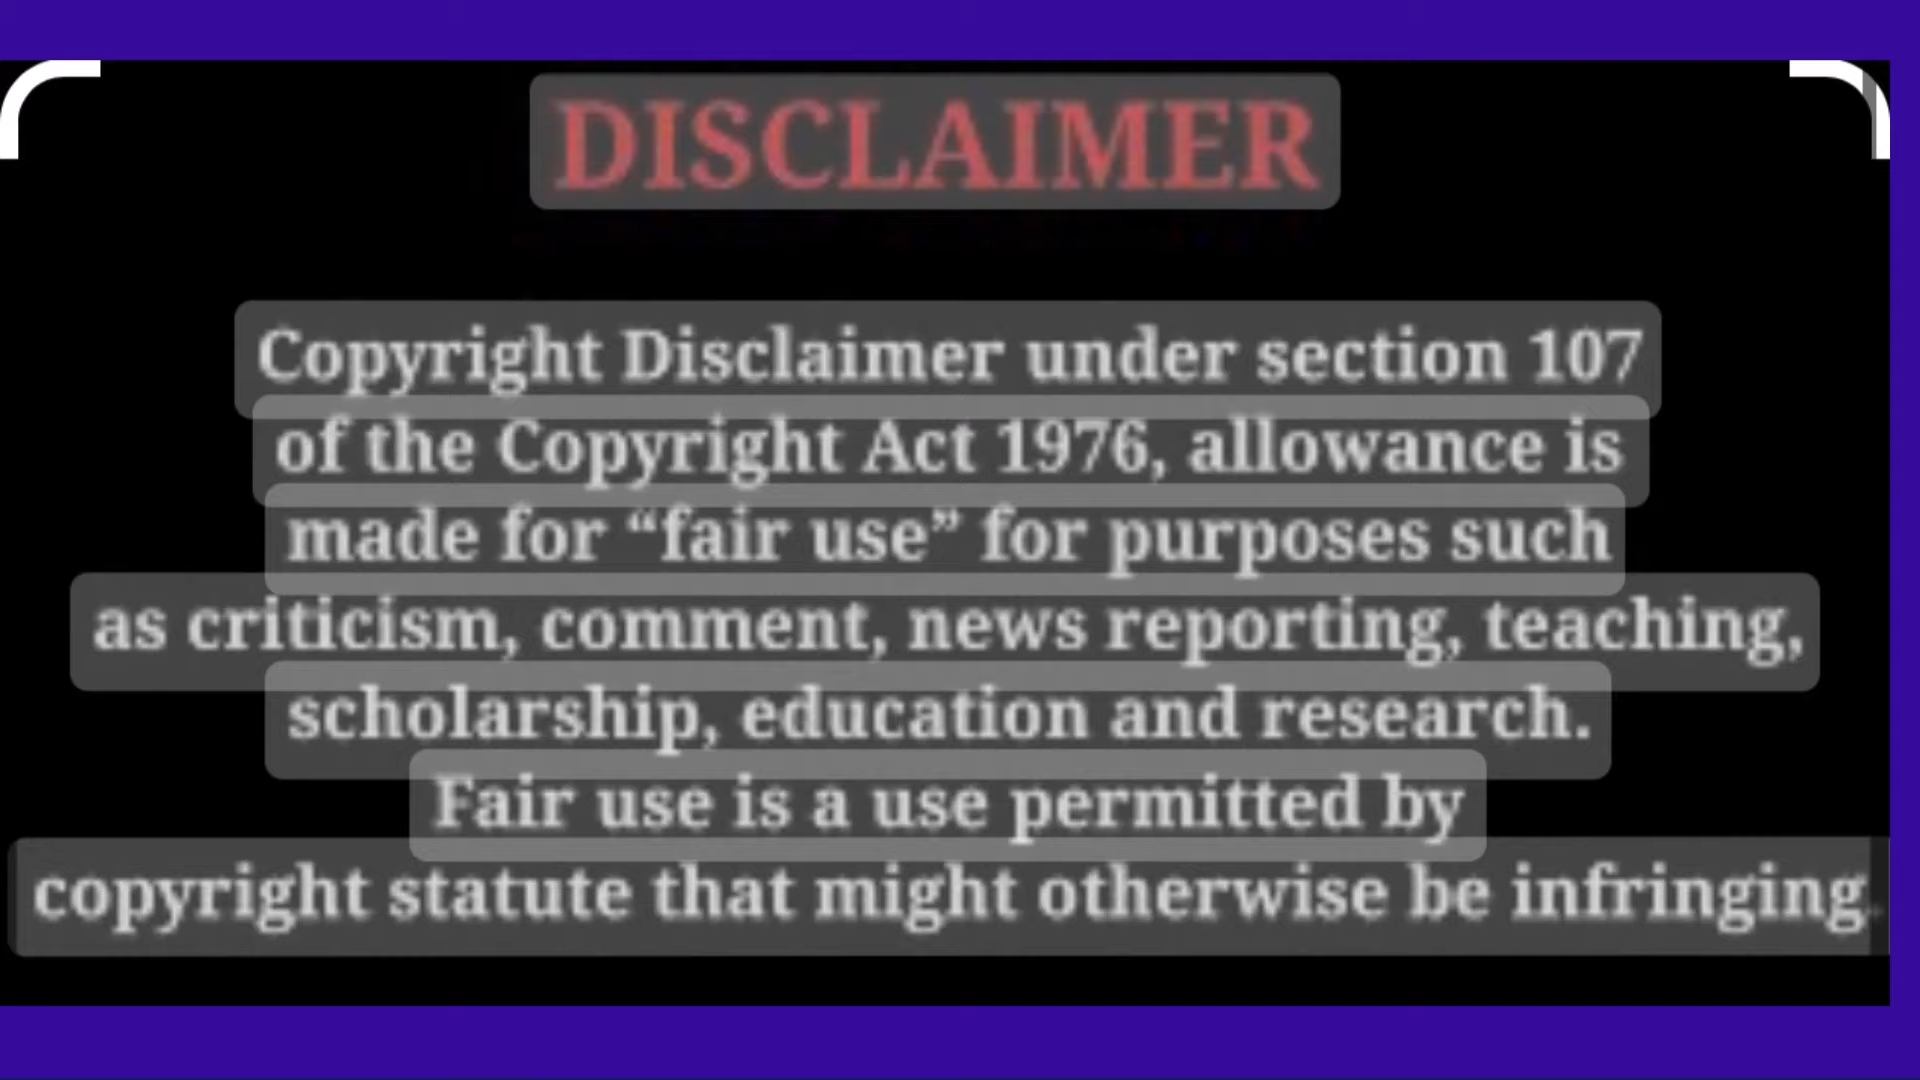 DISCLAIMER
Copyright Disclaimer under section 107
of the Copyright Act 1976, allowance is
made for “fair use” for purposes such
as criticism, comment, news reporting, teaching,
scholarship, education and research.
Fair use is a use permitted by
copyright statute that might otherwise be infringing.